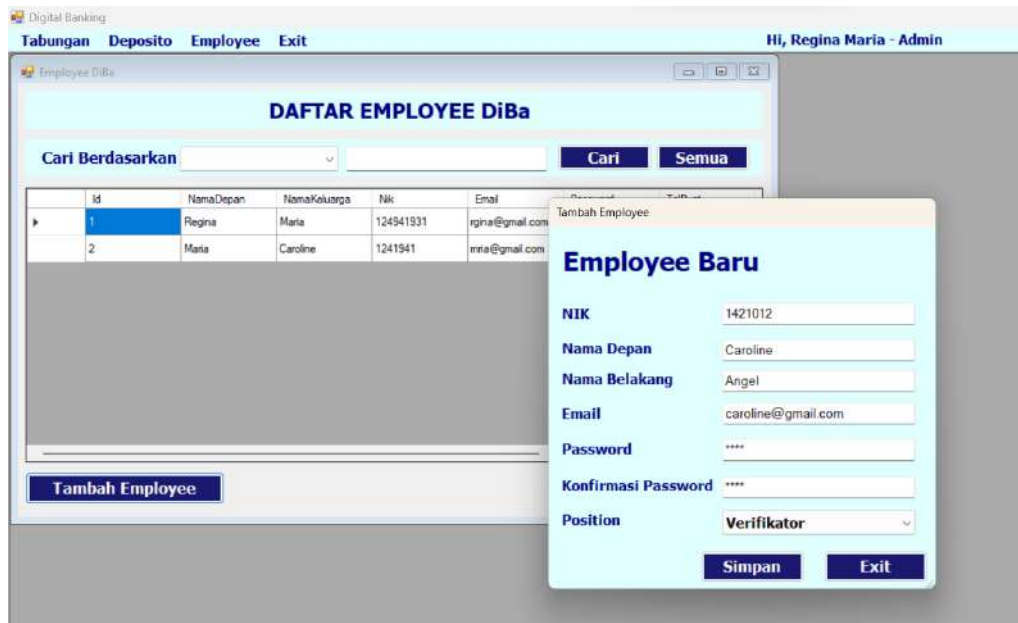 Digital Banking
Tabungan Deposito Employee Exit Hi, Regina Maria - Admin
Employee DiBa
DAFTAR EMPLOYEE DiBa
Cari Berdasarkan Cari Semua
Id NamaDepan NamaKeluarga Nik Email
1 Regina Maria 124941931 rgina@gmail.com
2 Maria Caroline 1241941 mria@gmail.com
Tambah Employee
Tambah Employee
Employee Baru
NIK 1421012
Nama Depan Caroline
Nama Belakang Angel
Email caroline@gmail.com
Password ****
Konfirmasi Password ****
Position Verifikator
Simpan Exit